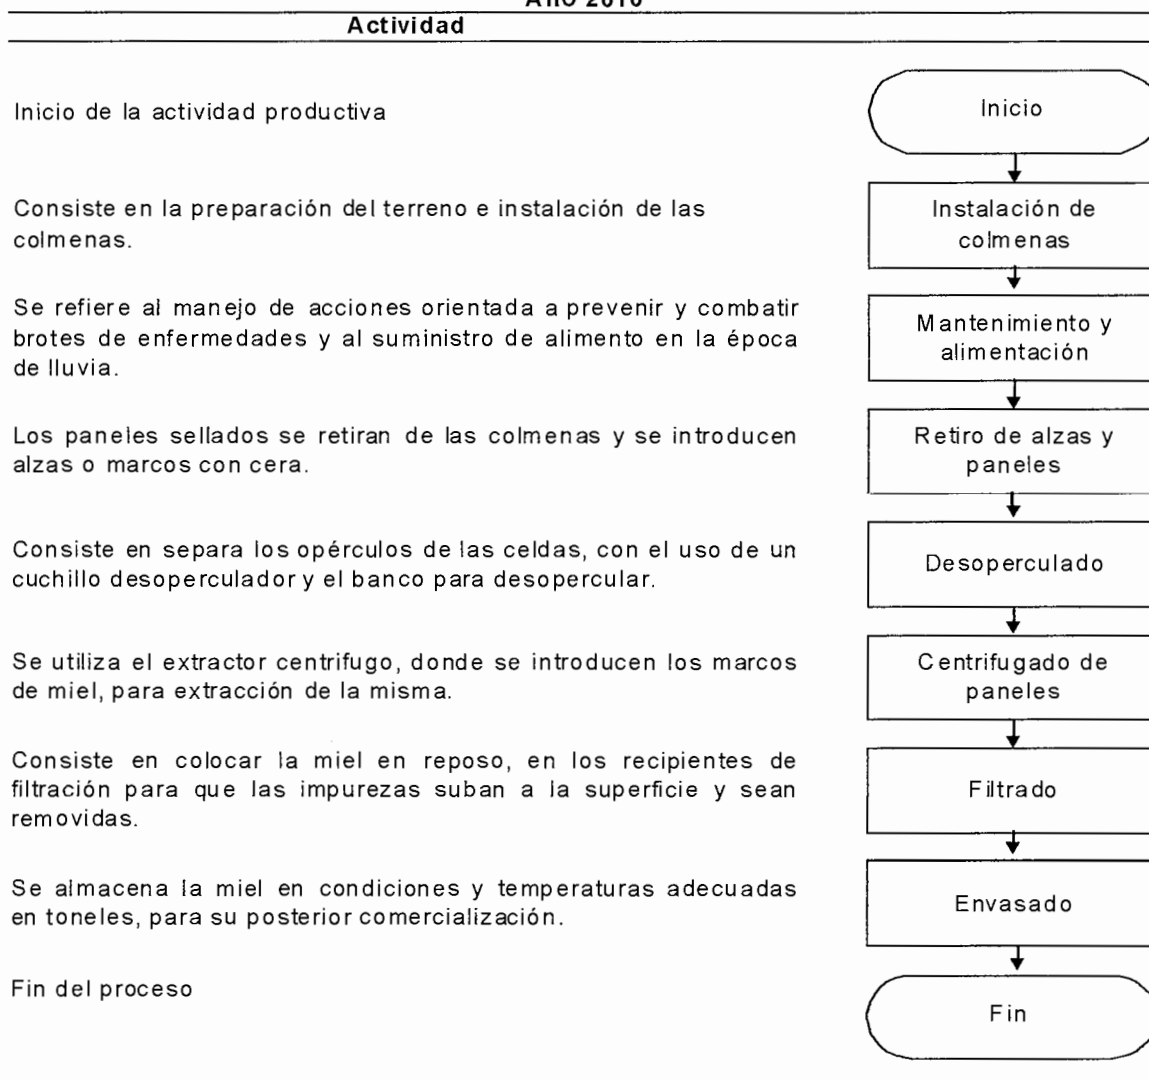 Actividad
Inicio de la actividad productiva
Inicio
Consiste en la preparación del terreno e instalación de las
colmenas.
Instalación de
colmenas
Se refiere al manejo de acciones orientada a prevenir y combatir
brotes de enfermedades y al suministro de alimento en la época
de lluvia.
Mantenimiento y
alimentación
Los paneles sellados se retiran de las colmenas y se introducen
alzas o marcos con cera.
Retiro de alzas y
paneles
Consiste en separa los opérculos de las celdas, con el uso de un
cuchillo desoperculador y el banco para desopercular.
Desoperculado
Se utiliza el extractor centrifugo, donde se introducen los marcos
de miel, para extracción de la misma.
Centrifugado de
paneles
Consiste en colocar la miel en reposo, en los recipientes de
filtración para que las impurezas suban a la superficie y sean
removidas.
Filtrado
Se almacena la miel en condiciones y temperaturas adecuadas
en toneles, para su posterior comercialización.
Envasado
Fin del proceso
Fin